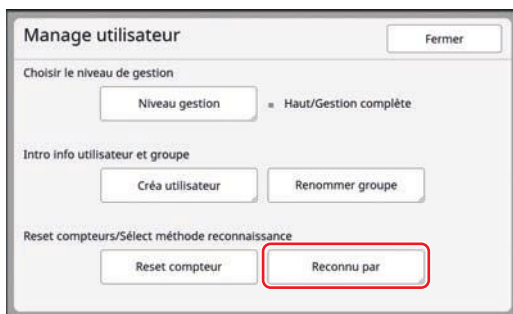 Manage utilisateur
Fermer
Choisir le niveau de gestion
Niveau gestion
Haut/Gestion complète
Intro info utilisateur et groupe
Créa utilisateur
Renommer groupe
Reset compteurs/Sélect méthode reconnaissance
Reset compteur
Reconnu par